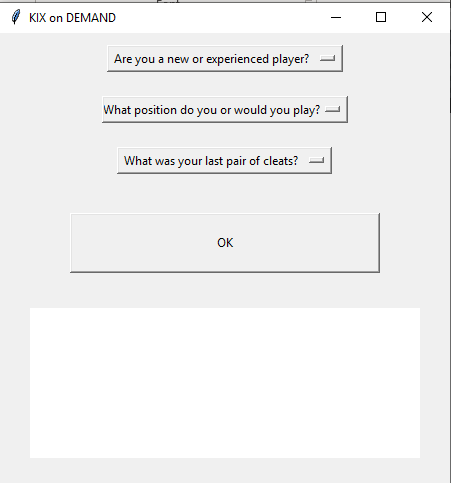 KIX on DEMAND
Are you a new or experienced player?
What position do you or would you play?
What was your last pair of cleats?
OK